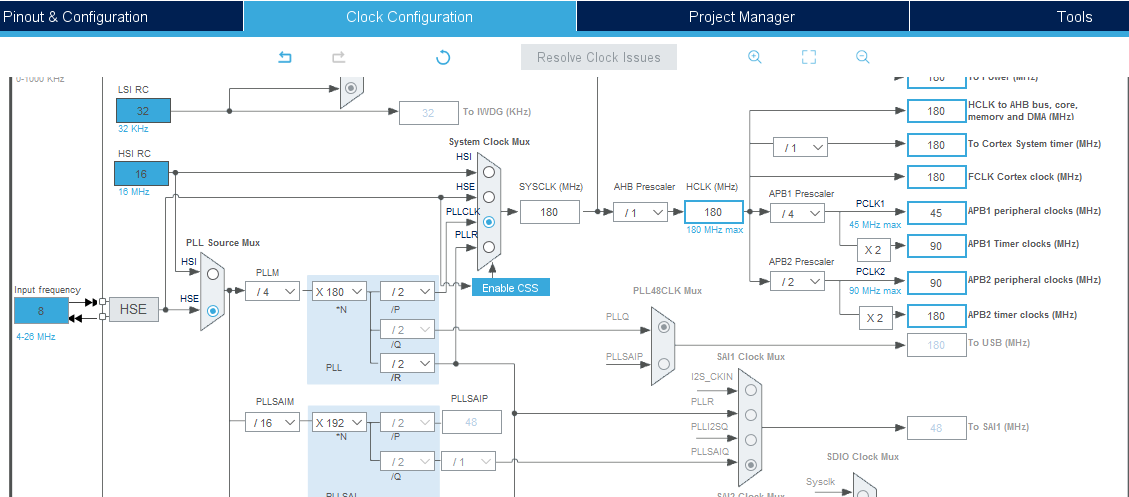 Pinout & Configuration
Clock Configuration
Project Manager
Tools
Resolve Clock Issues
0-1000 KHz
LSI RC
32
32 KHz
32
To IWDG (KHz)
HSI RC
16
16 MHz
System Clock Mux
HSI
HSE
PLLCLK
PLLR
SYSCLK (MHz)
180
AHB Prescaler
/ 1
HCLK (MHz)
180
180 MHz max
180
To Power (MHz)
180
HCLK to AHB bus, core,
memory and DMA (MHz)
/ 1
180
To Cortex System timer (MHz)
180
FCLK Cortex clock (MHz)
APB1 Prescaler
/ 4
PCLK1
45 MHz max
45
APB1 peripheral clocks (MHz)
X 2
90
APB1 Timer clocks (MHz)
APB2 Prescaler
/ 2
PCLK2
90 MHz max
90
APB2 peripheral clocks (MHz)
X 2
180
APB2 timer clocks (MHz)
180
To USB (MHz)
PLL Source Mux
HSI
HSE
Input frequency
8
4-26 MHz
HSE
PLLM
/ 4
X 180
*N
/ 2
/P
/ 2
/Q
/ 2
/R
PLL
Enable CSS
PLL48CLK Mux
PLLQ
PLLSAIP
SAI1 Clock Mux
I2S_CKIN
PLLR
PLLI2SQ
PLLSAIQ
48
To SAI1 (MHz)
PLLSAIM
/ 16
X 192
*N
/ 2
/P
PLLSAIP
48
/ 2
/Q
/ 1
PLLSAI
SAI2 Clock Mux
SDIO Clock Mux
Sysclk